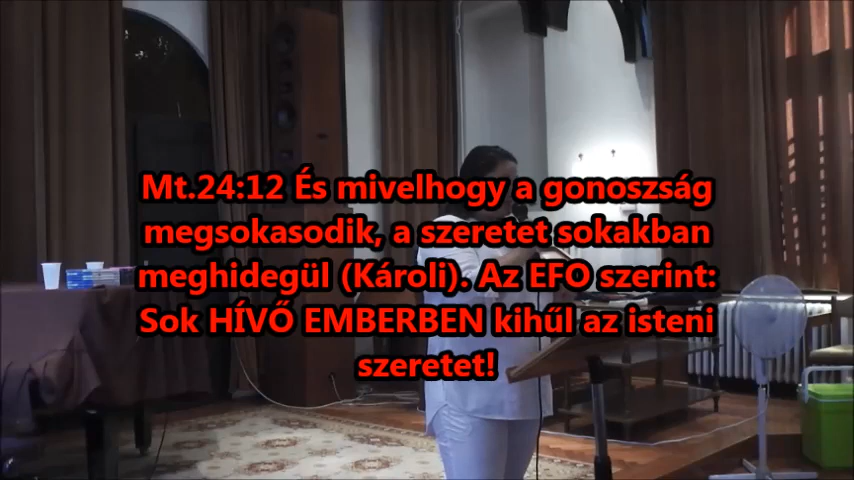 Mt.24:12 És mivelhogy a gonoszság
megsokasodik, a szeretet sokakban
meghidegül (Károli). Az EFO szerint:
Sok HÍVŐ EMBERBEN kihűl az isteni
szeretet!